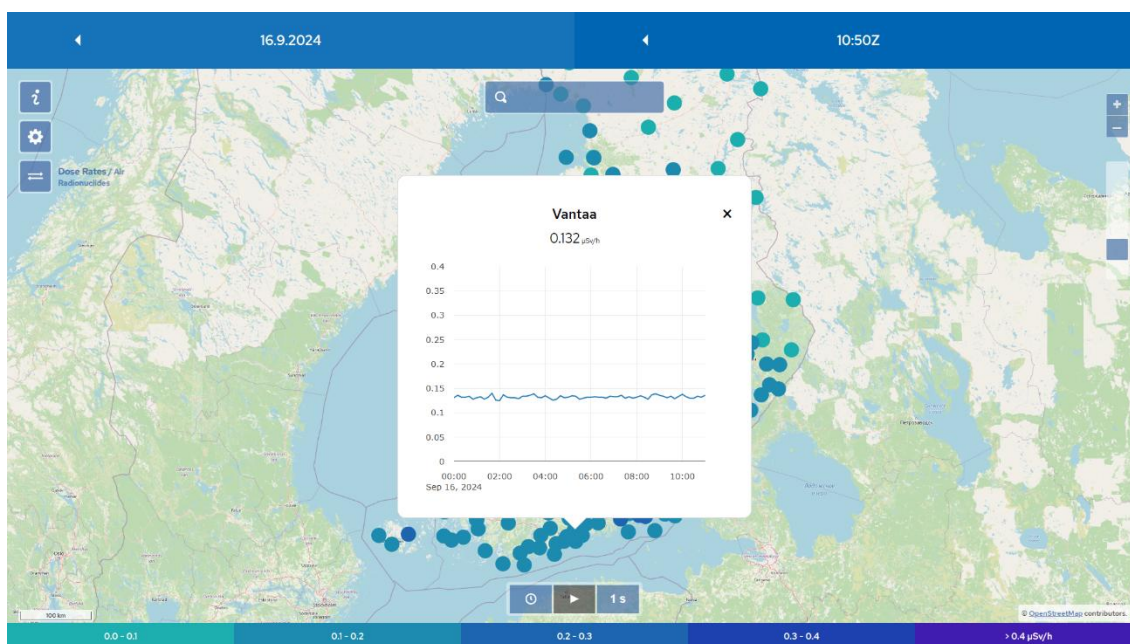 16.9.2024
10:50Z
i
+
−
Dose Rates / Air
Radionuclides
Vantaa
×
0.132 µSv/h
0.4
0.35
0.3
0.25
0.2
0.15
0.1
0.05
0
00:00 02:00 04:00 06:00 08:00 10:00
Sep 16, 2024
1 s
100 km
© OpenStreetMap contributors.
0.0 - 0.1
0.1 - 0.2
0.2 - 0.3
0.3 - 0.4
> 0.4 µSv/h